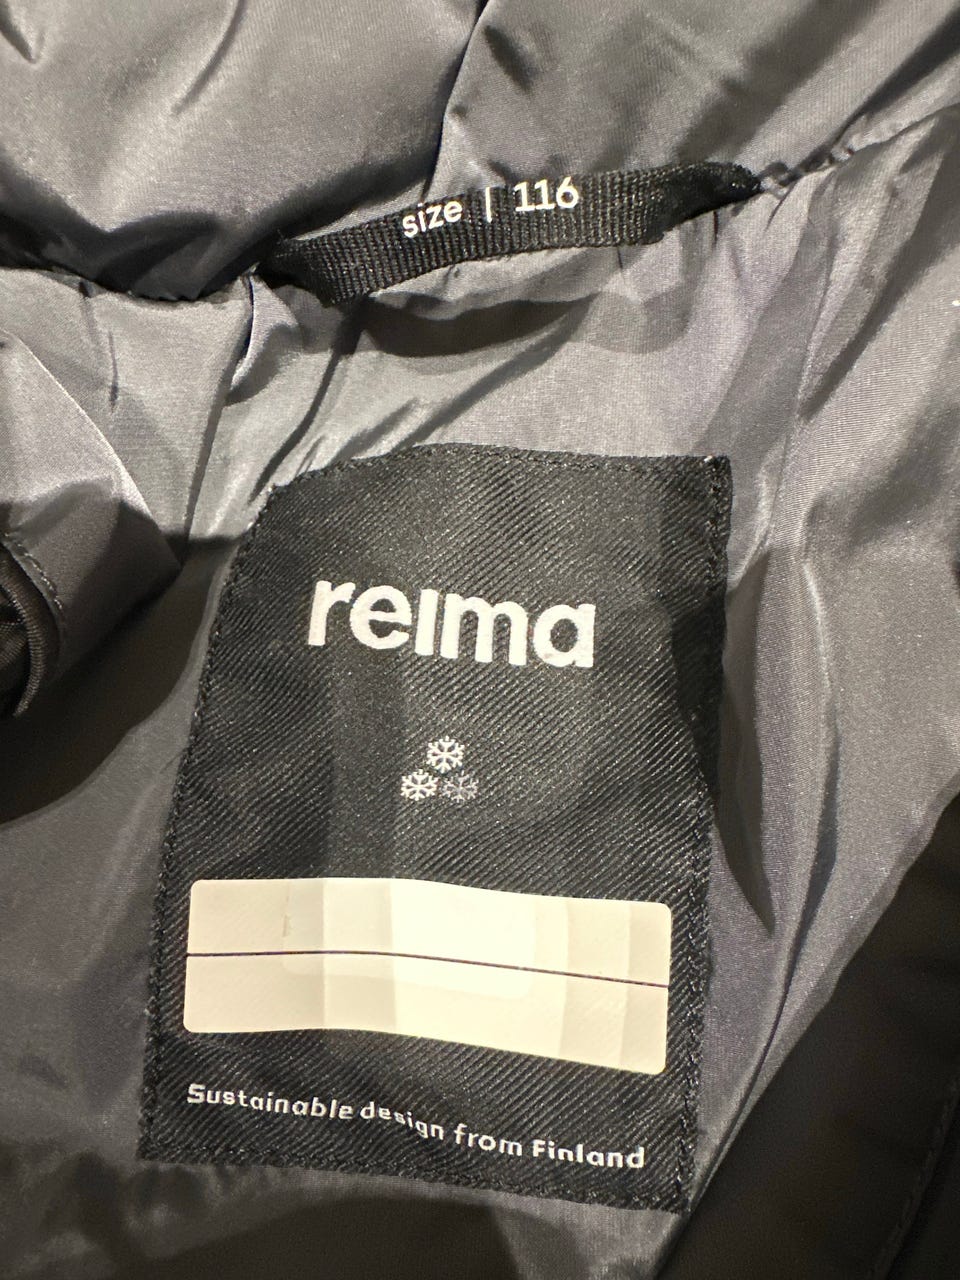 size | 116
reima
Sustainable design from Finland